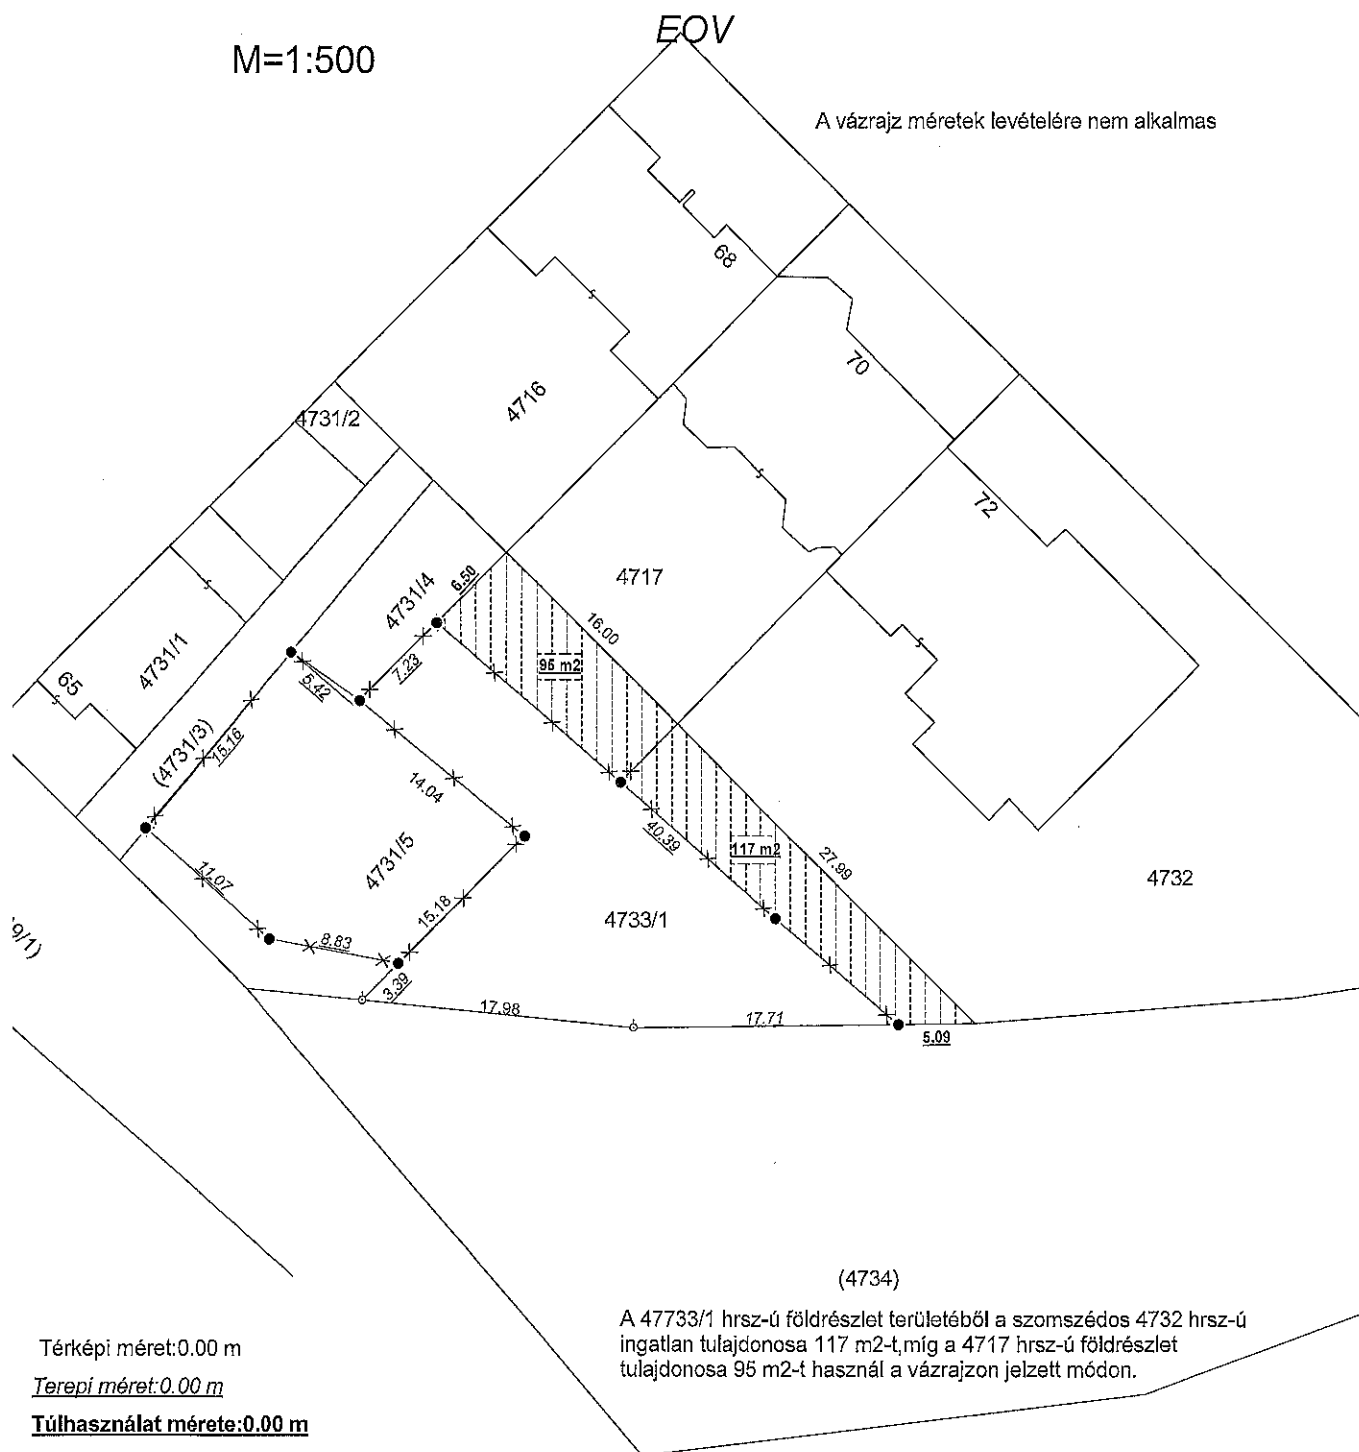 EOV
M=1:500
A vázrajz méretek levételére nem alkalmas
68
70
4716
4731/2
72
6.50
4717
4731/4
16.00
7.23
95 m2
65
4731/1
5.42
(4731/3)
15.16
14.04
40.39
117 m2
27.99
11.07
4731/5
4732
15.18
4733/1
9/1)
8.83
3.39
17.98
17.71
5.09
(4734)
A 47733/1 hrsz-ú földrészlet területéből a szomszédos 4732 hrsz-ú
ingatlan tulajdonosa 117 m2-t,míg a 4717 hrsz-ú földrészlet
tulajdonosa 95 m2-t használ a vázrajzon jelzett módon.
Térképi méret:0.00 m
Terepi méret:0.00 m
Túlhasználat mérete:0.00 m